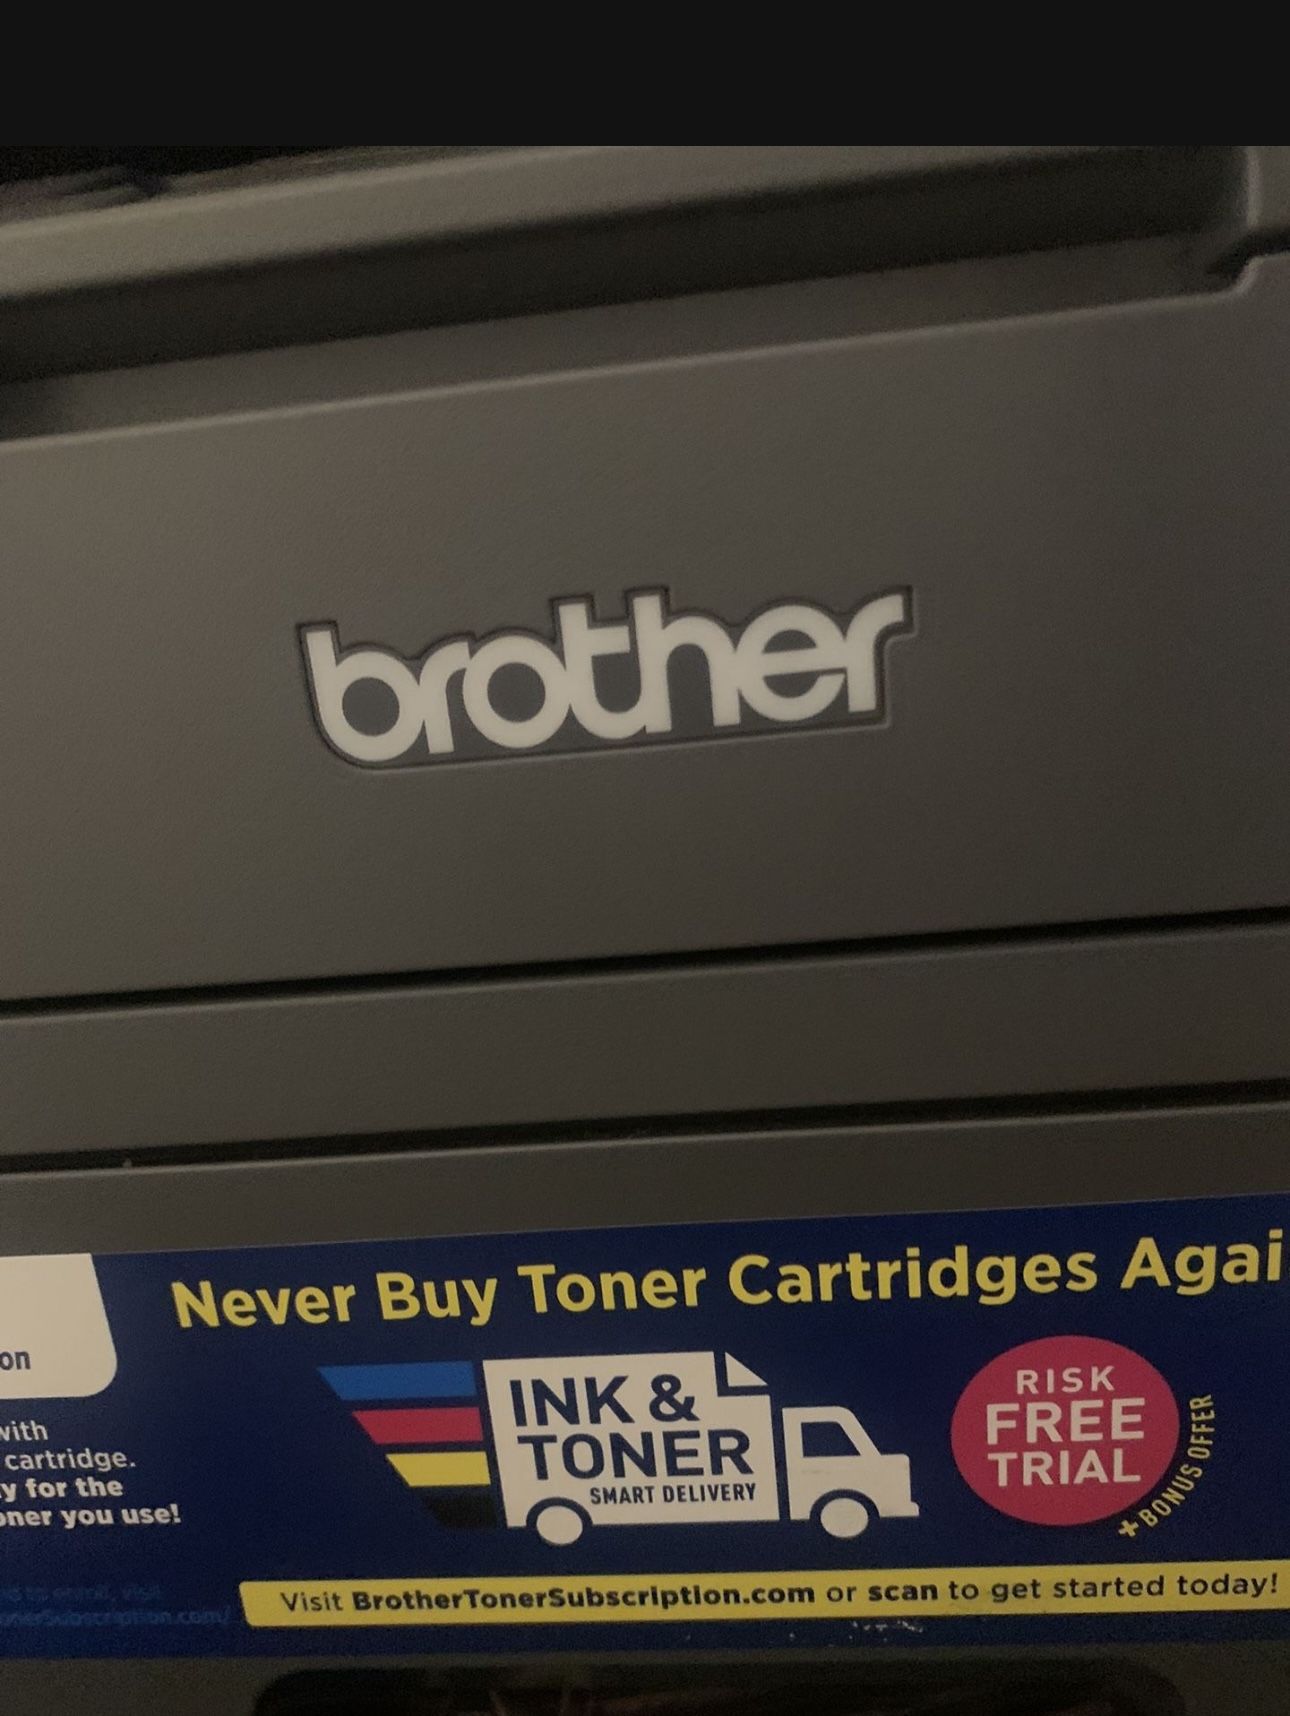 brother
Never Buy Toner Cartridges Agai
on
with
cartridge.
y for the
oner you use!
INK &
TONER
SMART DELIVERY
RISK
FREE
TRIAL
+ BONUS OFFER
Visit BrotherTonerSubscription.com or scan to get started today!